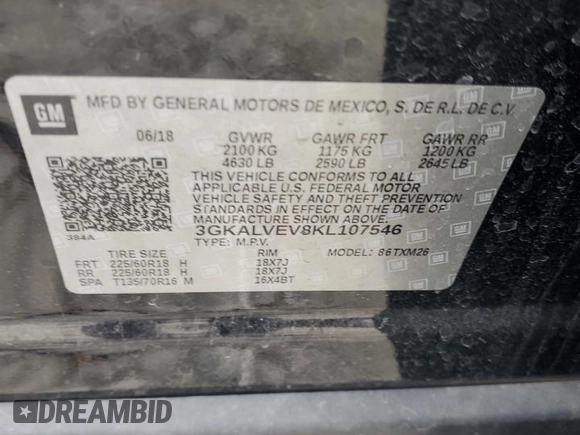 GM
MFD BY GENERAL MOTORS DE MEXICO, S. DE R.L. DE C.V.
06/18 GVWR GAWR FRT GAWR RR
2100 KG 1175 KG 1200 KG
4630 LB 2590 LB 2645 LB
THIS VEHICLE CONFORMS TO ALL
APPLICABLE U.S. FEDERAL MOTOR
VEHICLE SAFETY AND THEFT PREVENTION
STANDARDS IN EFFECT ON THE DATE OF
MANUFACTURE SHOWN ABOVE.
384A 3GKALVEV8KL107546
TYPE: M.P.V. MODEL: 86TXM26
TIRE SIZE RIM
FRT 225/60R18 H 18X7J
RR 225/60R18 H 18X7J
SPA T135/70R16 M 16X4BT
DREAMBID